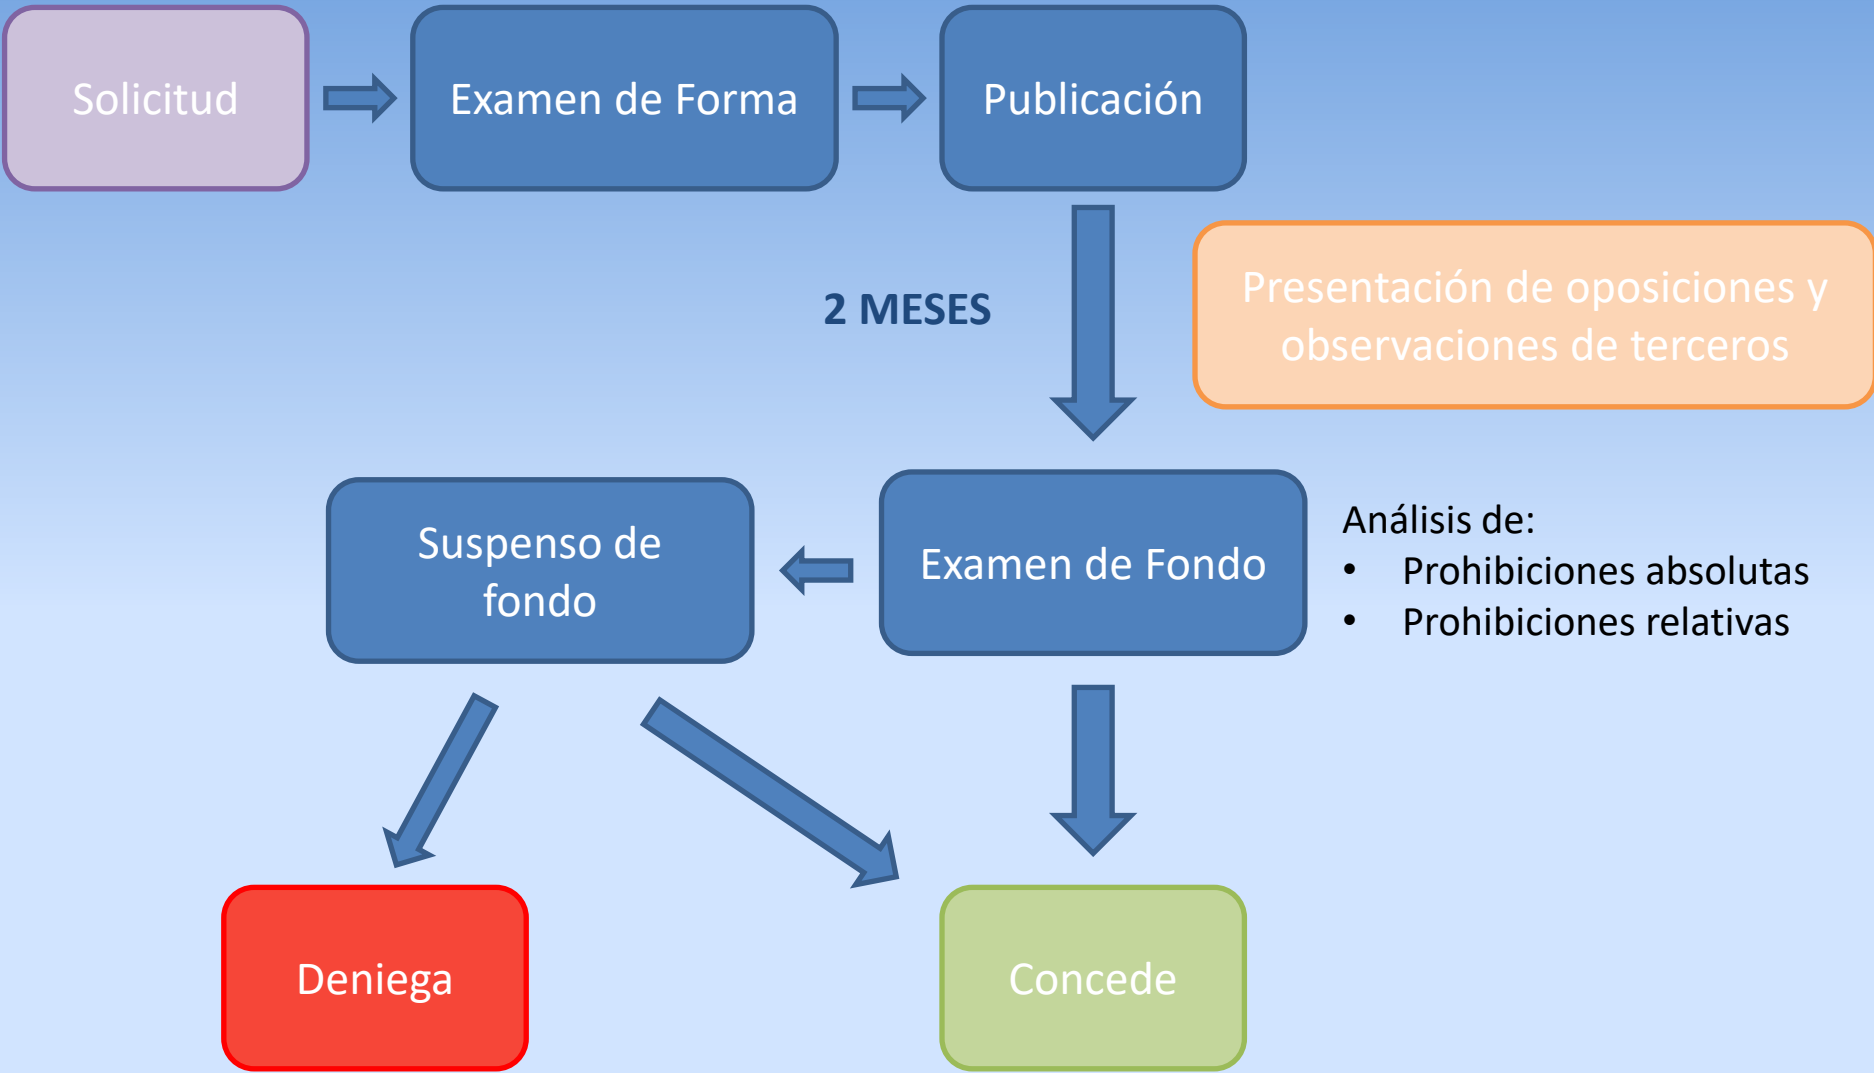 Solicitud
Examen de Forma
Publicación
2 MESES
Presentación de oposiciones y
observaciones de terceros
Suspenso de
fondo
Examen de Fondo
Análisis de:
• Prohibiciones absolutas
• Prohibiciones relativas
Deniega
Concede